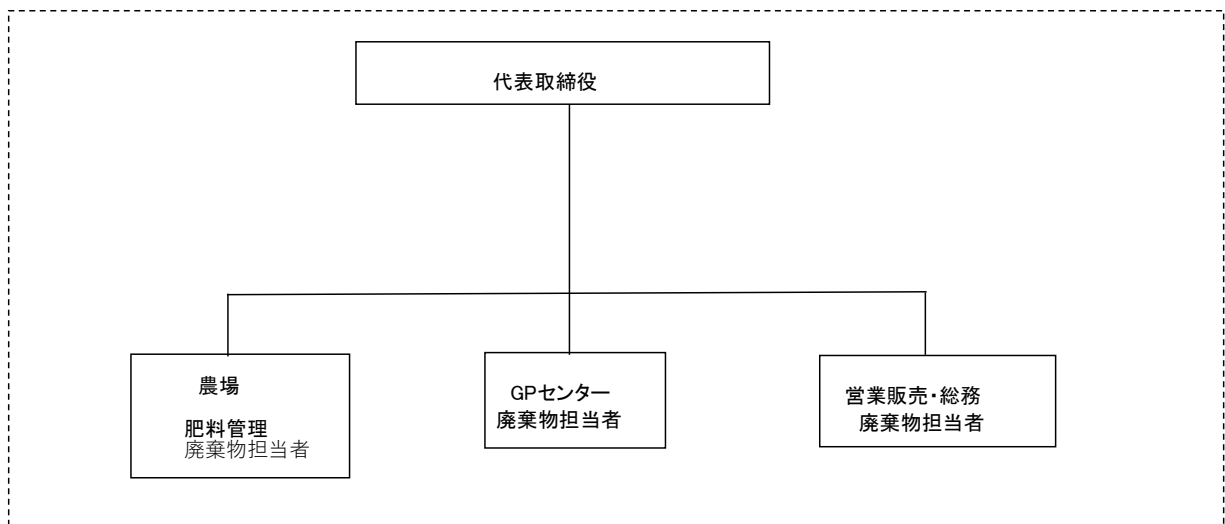 代表取締役
農場
肥料管理
廃棄物担当者
GPセンター
廃棄物担当者
営業販売・総務
廃棄物担当者